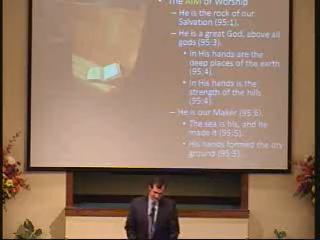 • The AIM of Worship
– He is the rock of our
Salvation (95:1).
– He is a great God, above all
gods (95:3).
• In His hands are the
deep places of the earth
(95:4).
• In His hands is the
strength of the hills
(95:4).
– He is our Maker (95:6).
• The sea is his, and he
made it (95:5).
• His hands formed the dry
ground (95:5).